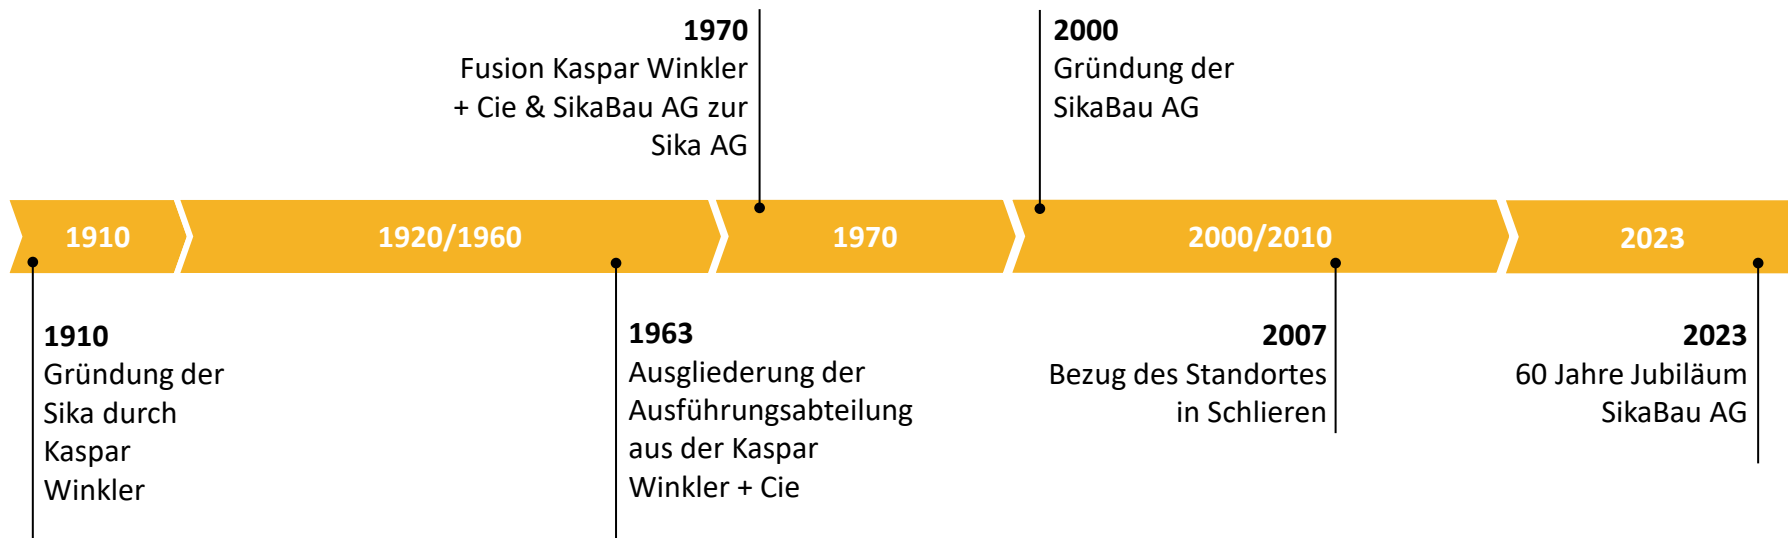 1970
Fusion Kaspar Winkler
+ Cie & SikaBau AG zur
Sika AG
2000
Gründung der
SikaBau AG
1910
1920/1960
1970
2000/2010
2023
1910
Gründung der
Sika durch
Kaspar
Winkler
1963
Ausgliederung der
Ausführungsabteilung
aus der Kaspar
Winkler + Cie
2007
Bezug des Standortes
in Schlieren
2023
60 Jahre Jubiläum
SikaBau AG